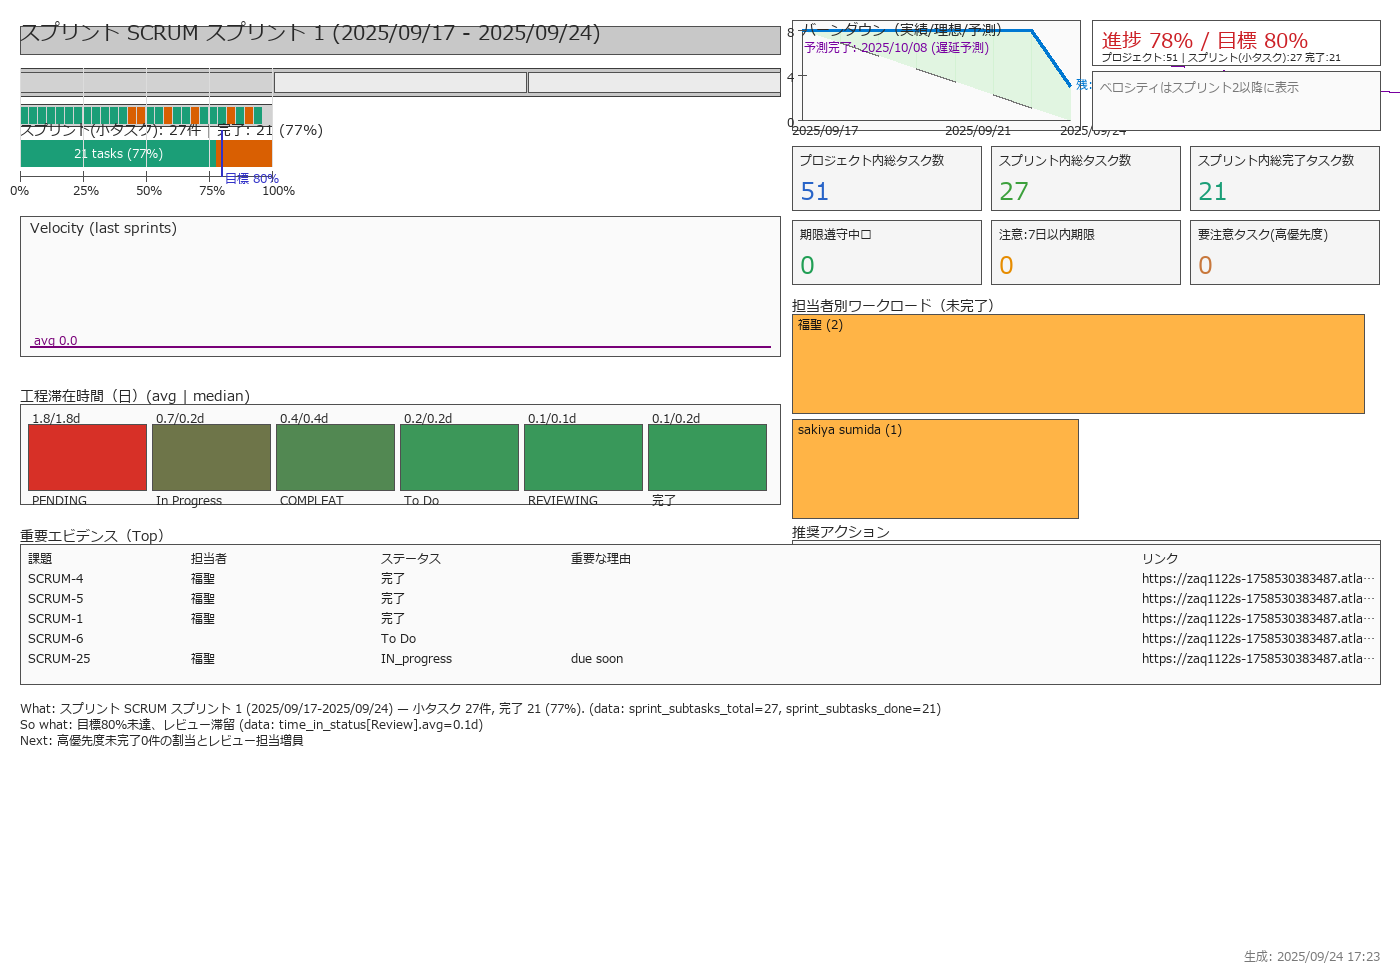 スプリント SCRUM スプリント 1 (2025/09/17 - 2025/09/24)
スプリント(小タスク): 27件 | 完了: 21 (77%)
21 tasks (77%)
目標 80%
0% 25% 50% 75% 100%
バーンダウン（実績/理想/予測）
予測完了: 2025/10/08 (遅延予測)
8
4
0
残:
2025/09/17 2025/09/21 2025/09/24
進捗 78% / 目標 80%
プロジェクト:51 | スプリント(小タスク):27 完了:21
ベロシティはスプリント2以降に表示
プロジェクト内総タスク数
51
スプリント内総タスク数
27
スプリント内総完了タスク数
21
期限遵守中□
0
注意:7日以内期限
0
要注意タスク(高優先度)
0
Velocity (last sprints)
avg 0.0
担当者別ワークロード（未完了）
福聖 (2)
sakiya sumida (1)
工程滞在時間（日）(avg | median)
1.8/1.8d 0.7/0.2d 0.4/0.4d 0.2/0.2d 0.1/0.1d 0.1/0.2d
PENDING In Progress COMPLEAT To Do REVIEWING 完了
推奨アクション
重要エビデンス（Top）
課題 担当者 ステータス 重要な理由 リンク
SCRUM-4 福聖 完了 https://zaq1122s-1758530383487.atla…
SCRUM-5 福聖 完了 https://zaq1122s-1758530383487.atla…
SCRUM-1 福聖 完了 https://zaq1122s-1758530383487.atla…
SCRUM-6 To Do https://zaq1122s-1758530383487.atla…
SCRUM-25 福聖 IN_progress due soon https://zaq1122s-1758530383487.atla…
What: スプリント SCRUM スプリント 1 (2025/09/17-2025/09/24) — 小タスク 27件, 完了 21 (77%). (data: sprint_subtasks_total=27, sprint_subtasks_done=21)
So what: 目標80%未達、レビュー滞留 (data: time_in_status[Review].avg=0.1d)
Next: 高優先度未完了0件の割当とレビュー担当増員
生成: 2025/09/24 17:23